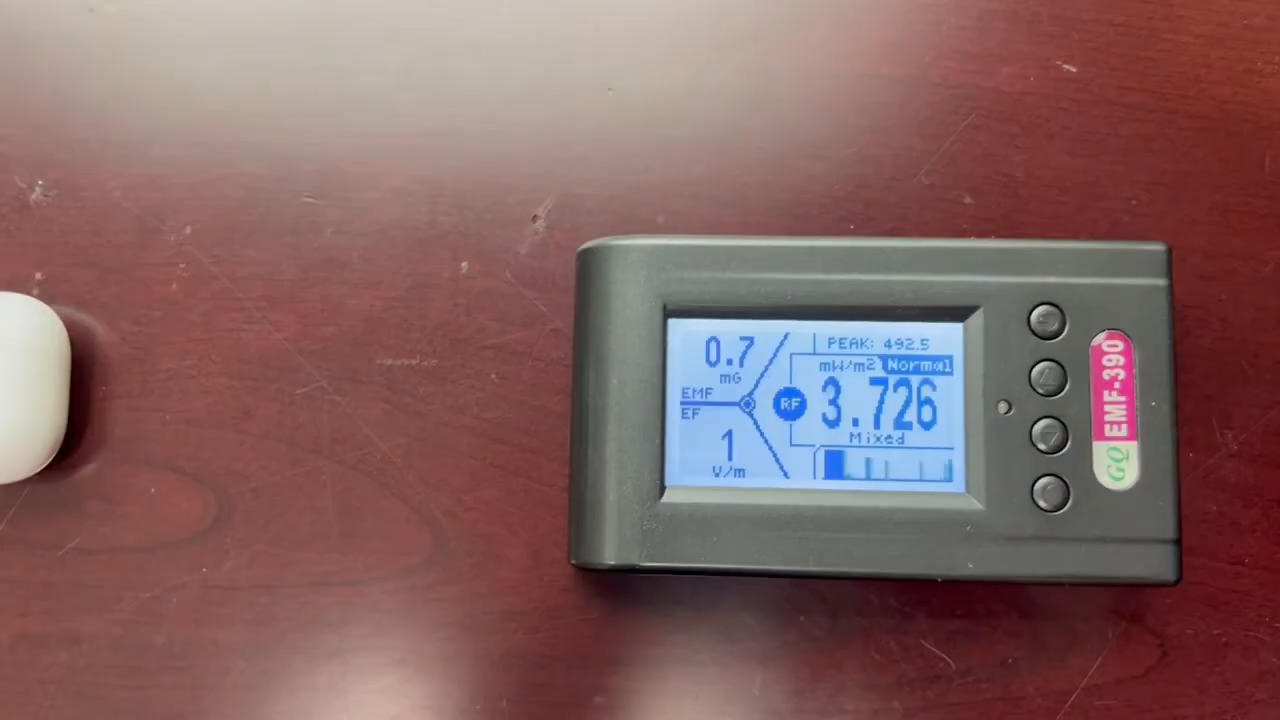 0.7
mG
EMF
EF
1
V/m
PEAK: 492.5
mW/m2 Normal
RF
3.726
Mixed
GQ EMF-390